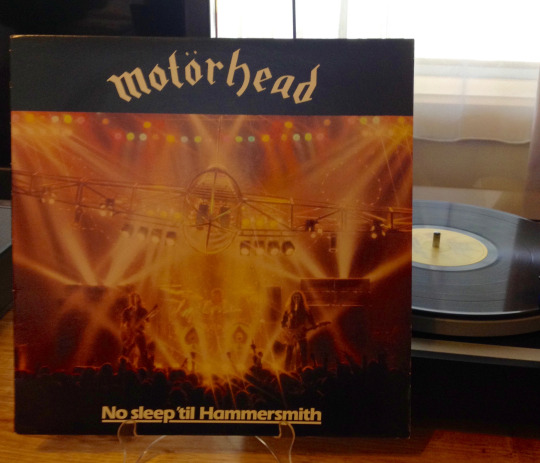 motörhead
No sleep 'til Hammersmith